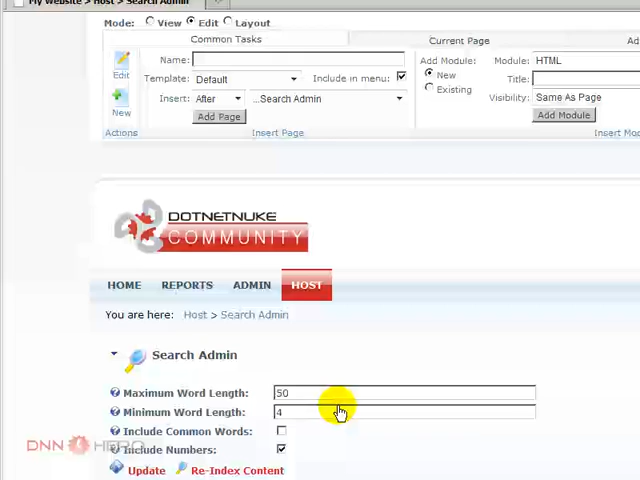 My Website > Host > Search Admin
Mode: View Edit Layout
Common Tasks Current Page Ad
Edit
New
Actions
Name:
Template: Default Include in menu:
Insert: After ...Search Admin
Add Page
Insert Page
Add Module: Module: HTML
New Title:
Existing Visibility: Same As Page
Add Module
Insert Mod
DOTNETNUKE
COMMUNITY
HOME REPORTS ADMIN HOST
You are here: Host > Search Admin
Search Admin
Maximum Word Length: 50
Minimum Word Length: 4
Include Common Words:
Include Numbers:
Update Re-Index Content
DNN HERO